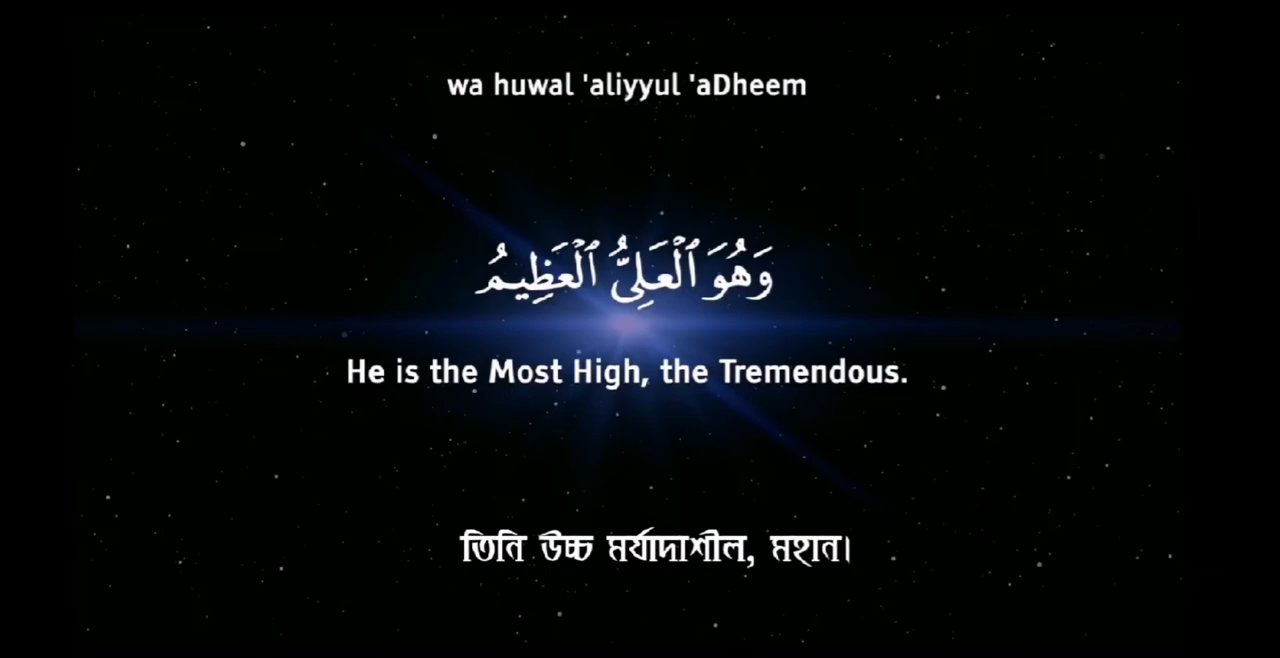 wa huwal 'aliyyul 'aDheem
وَهُوَ ٱلْعَلِىُّ ٱلْعَظِيمُ
He is the Most High, the Tremendous.
তিনি উচ্চ মর্যাদাশীল, মহান।